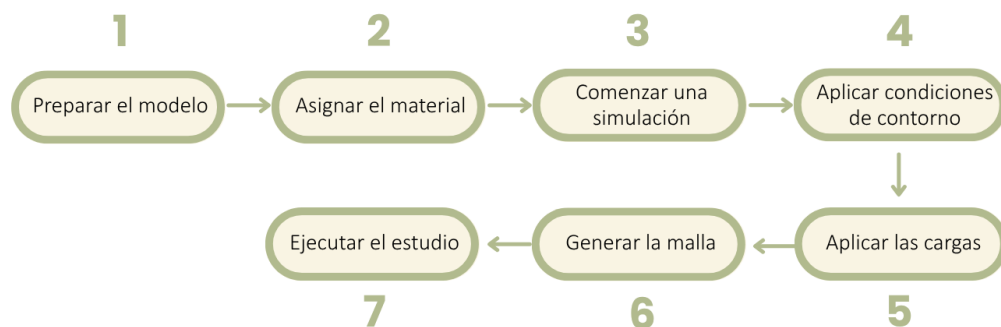 1
2
3
4
Preparar el modelo
Asignar el material
Comenzar una
simulación
Aplicar condiciones
de contorno
Ejecutar el estudio
Generar la malla
Aplicar las cargas
7
6
5